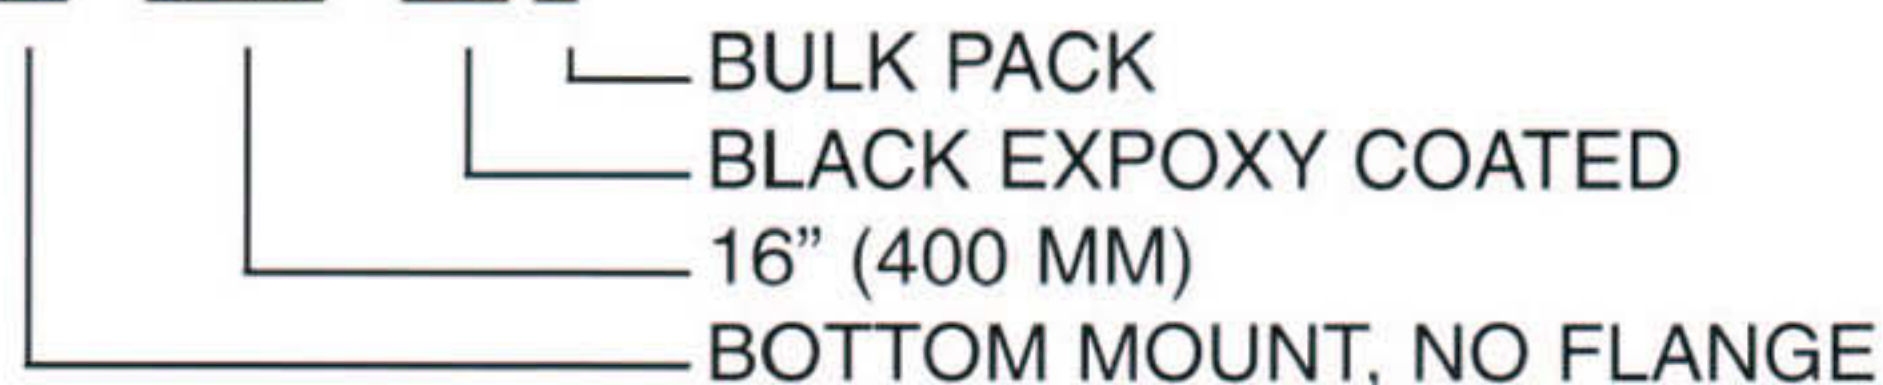 BULK PACK
BLACK EXPOXY COATED
16” (400 MM)
BOTTOM MOUNT, NO FLANGE